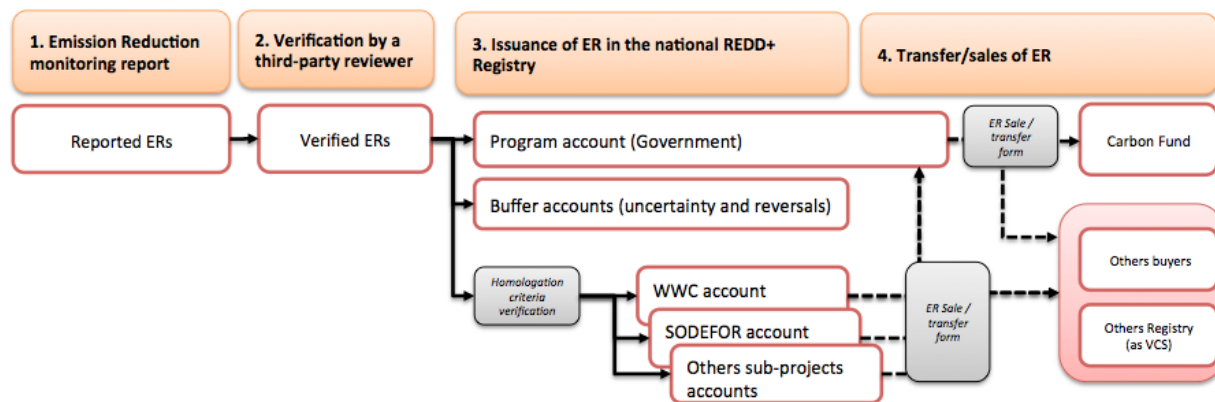 1. Emission Reduction
monitoring report
2. Verification by a
third-party reviewer
3. Issuance of ER in the national REDD+
Registry
4. Transfer/sales of ER
Reported ERs
Verified ERs
Program account (Government)
ER Sale /
transfer
form
Carbon Fund
Buffer accounts (uncertainty and reversals)
Homologation
criteria
verification
WWC account
SODEFOR account
Others sub-projects
accounts
ER Sale /
transfer
form
Others buyers
Others Registry
(as VCS)